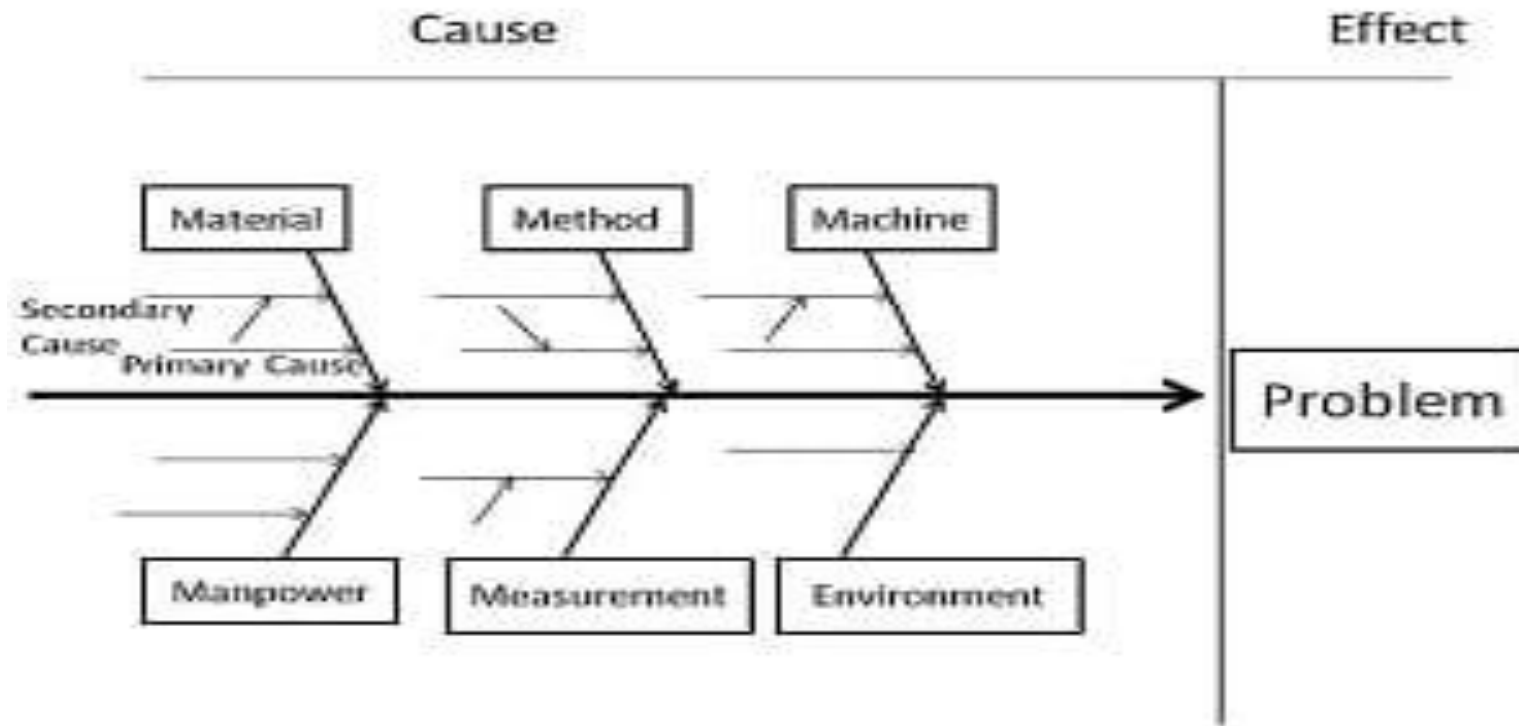 Cause
Effect
Material
Method
Machine
Secondary
Cause
Primary Cause
Problem
Manpower
Measurement
Environment